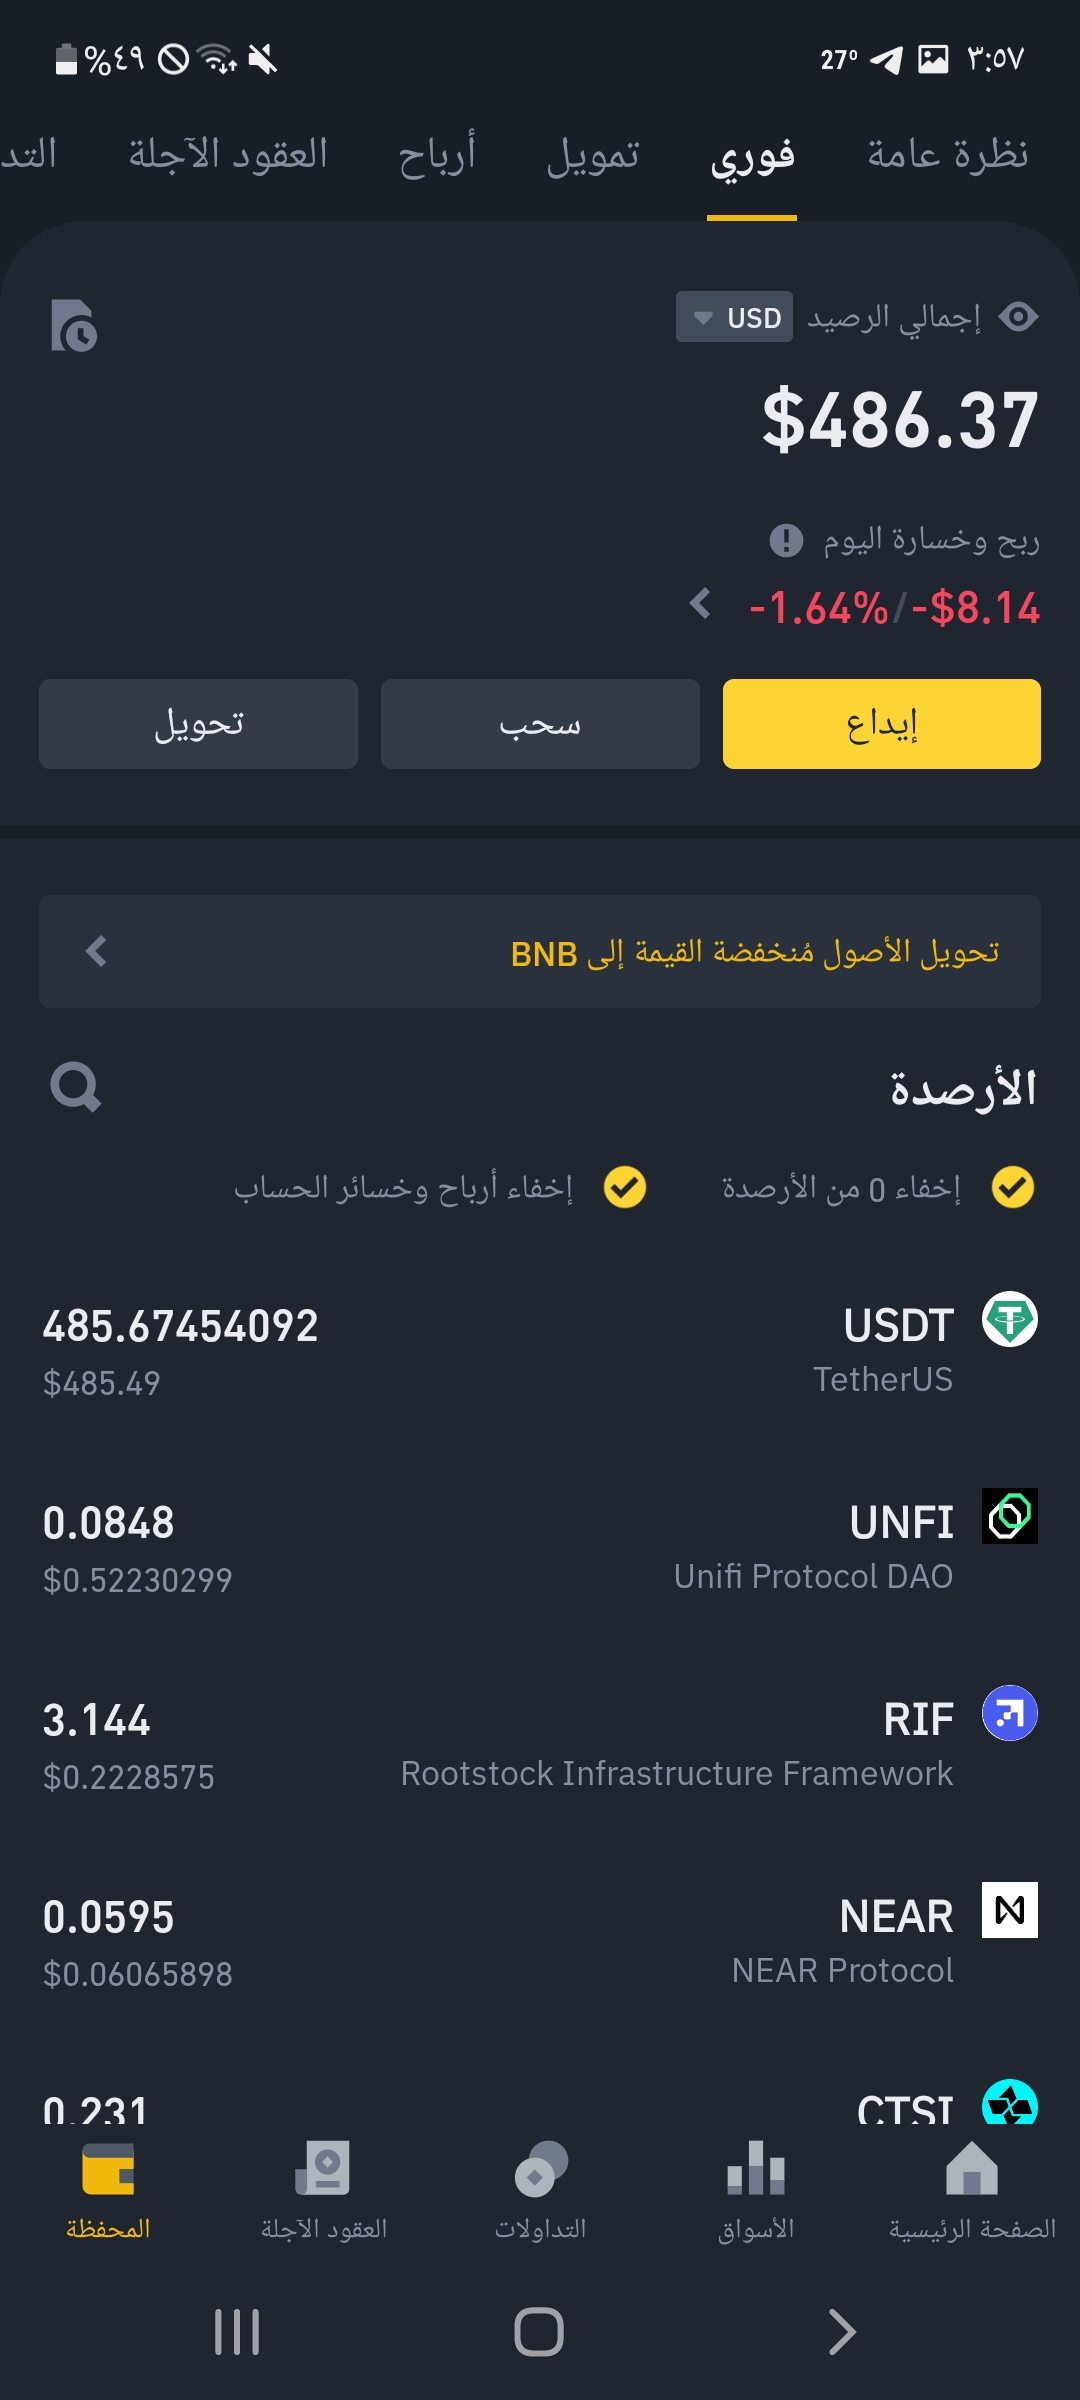 ٣:٥٧ 27° %٤٩
نظرة عامة فوري تمويل أرباح العقود الآجلة التد
إجمالي الرصيد USD
$486.37
ربح وخسارة اليوم
-1.64%/-$8.14
إيداع سحب تحويل
تحويل الأصول مُنخفضة القيمة إلى BNB
الأرصدة
إخفاء 0 من الأرصدة إخفاء أرباح وخسائر الحساب
USDT 485.67454092
TetherUS $485.49
UNFI 0.0848
Unifi Protocol DAO $0.52230299
RIF 3.144
Rootstock Infrastructure Framework $0.2228575
NEAR 0.0595
NEAR Protocol $0.06065898
CTSI 0.231
الصفحة الرئيسية الأسواق التداولات العقود الآجلة المحفظة